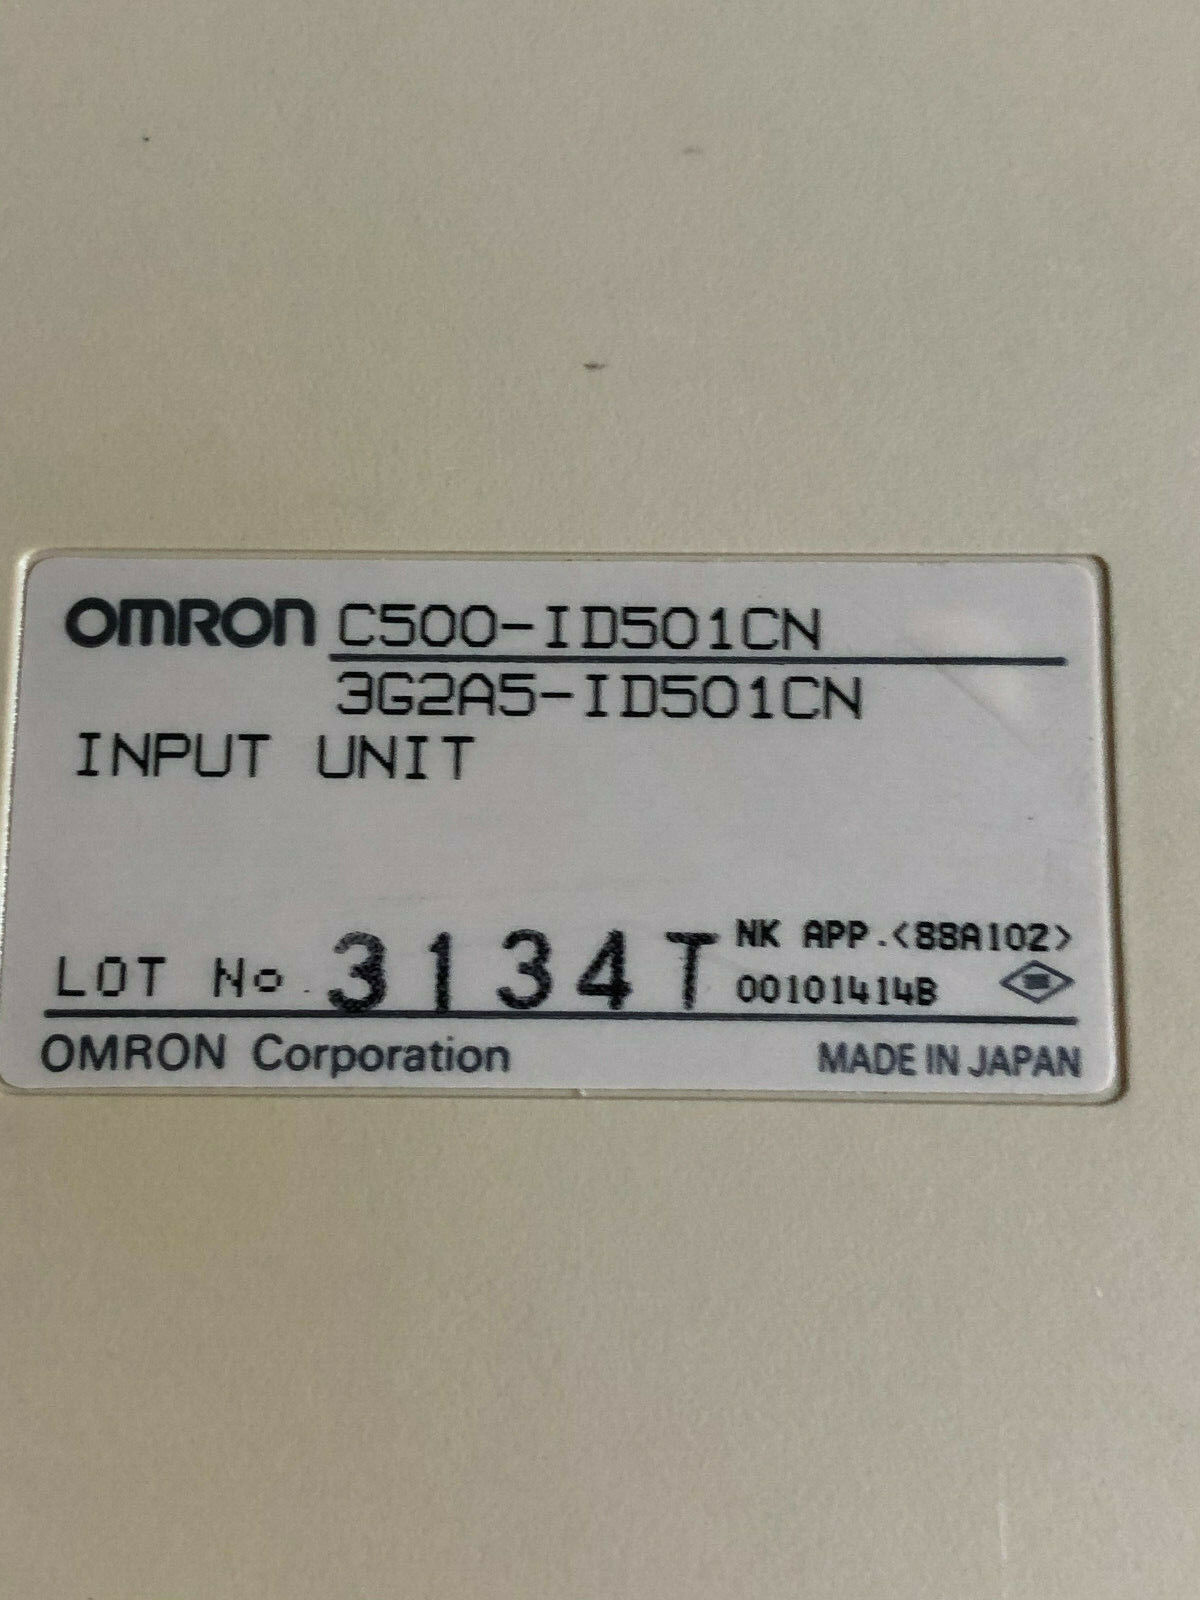 OMRON C500-ID501CN
3G2A5-ID501CN
INPUT UNIT
LOT No. 3134T
NK APP.<88A102>
00101414B
OMRON Corporation
MADE IN JAPAN